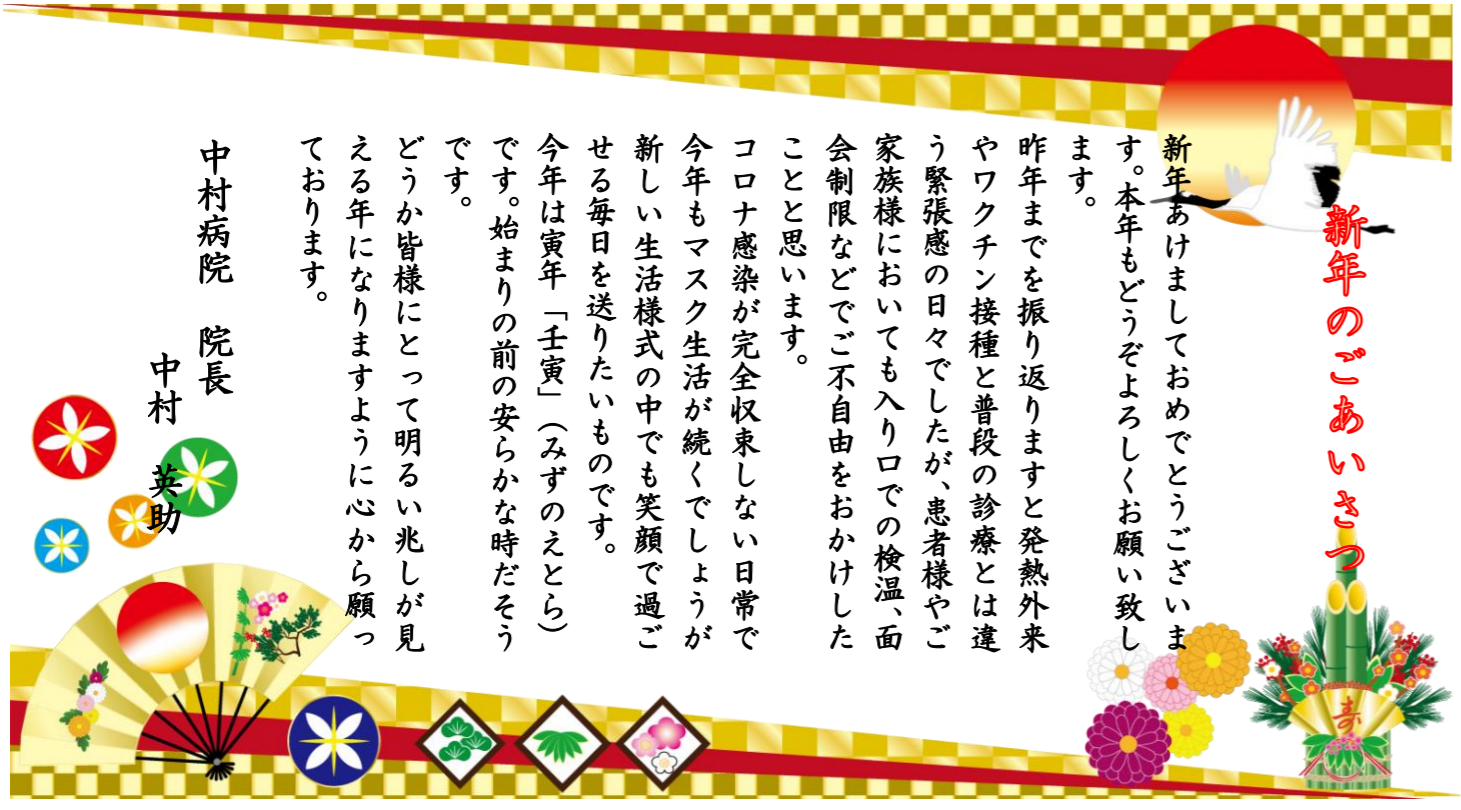 新年のごあいさつ
新年あけましておめでとうございま
す。本年もどうぞよろしくお願い致し
ます。
昨年までを振り返りますと発熱外来
やワクチン接種と普段の診療とは違
う緊張感の日々でしたが、患者様やご
家族様においても入り口での検温、面
会制限などでご不自由をおかけした
ことと思います。
コロナ感染が完全収束しない日常で
今年もマスク生活が続くでしょうが
新しい生活様式の中でも笑顔で過ご
せる毎日を送りたいものです。
今年は寅年「壬寅」（みずのえとら）
です。始まりの前の安らかな時だそう
です。
どうか皆様にとって明るい兆しが見
える年になりますように心から願っ
ております。
中村病院　院長
中村　英助
寿